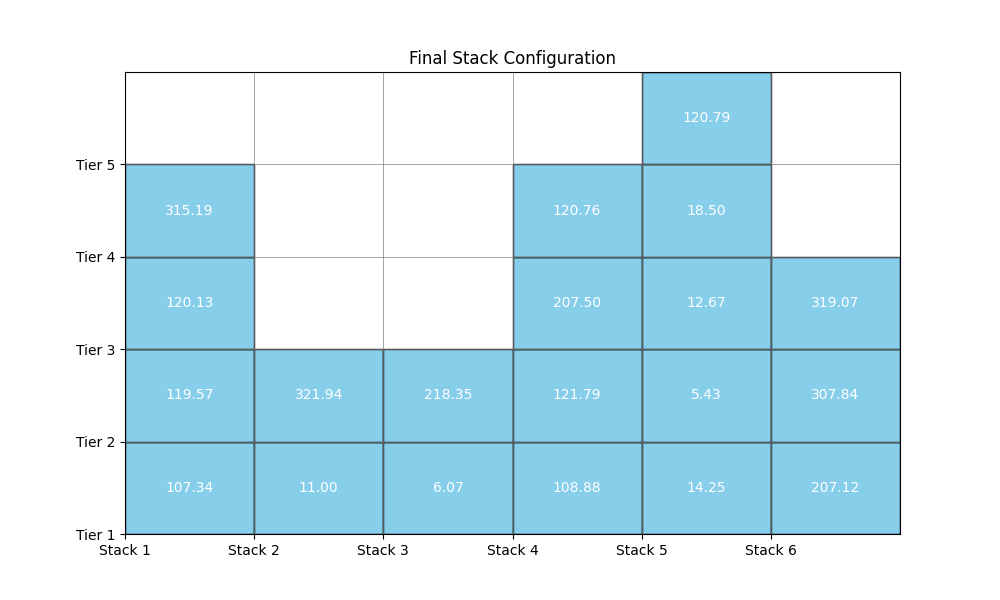 Final Stack Configuration
120.79
Tier 5
315.19 120.76 18.50
Tier 4
120.13 207.50 12.67 319.07
Tier 3
119.57 321.94 218.35 121.79 5.43 307.84
Tier 2
107.34 11.00 6.07 108.88 14.25 207.12
Tier 1
Stack 1 Stack 2 Stack 3 Stack 4 Stack 5 Stack 6